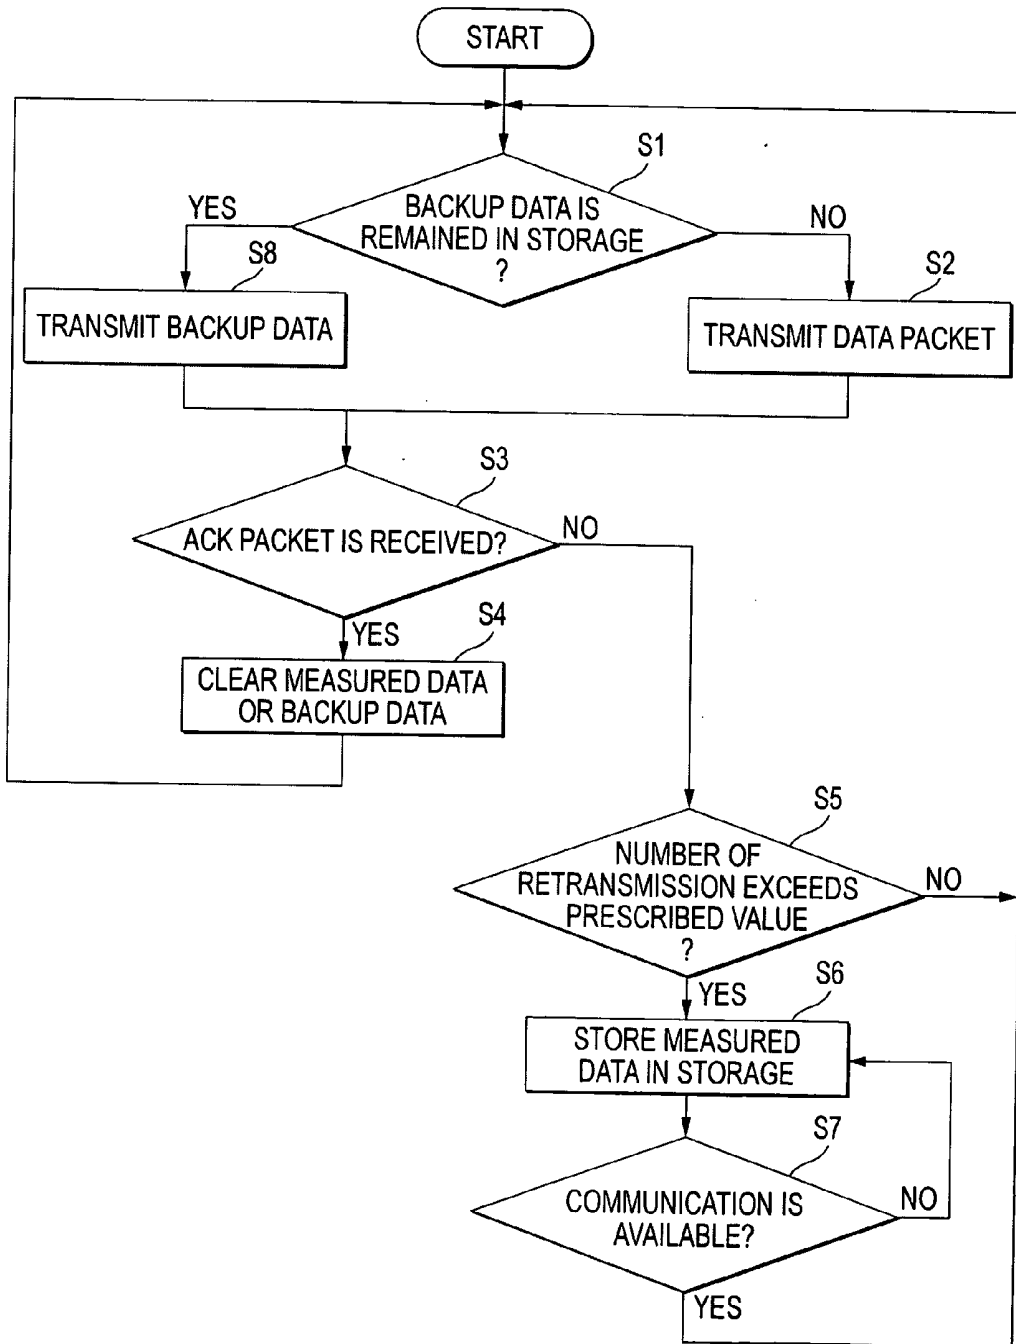 START
S1
BACKUP DATA IS
REMAINED IN STORAGE
?
YES
NO
S8
TRANSMIT BACKUP DATA
S2
TRANSMIT DATA PACKET
S3
ACK PACKET IS RECEIVED?
NO
YES
S4
CLEAR MEASURED DATA
OR BACKUP DATA
S5
NUMBER OF
RETRANSMISSION EXCEEDS
PRESCRIBED VALUE
?
NO
YES
S6
STORE MEASURED
DATA IN STORAGE
S7
COMMUNICATION IS
AVAILABLE?
NO
YES